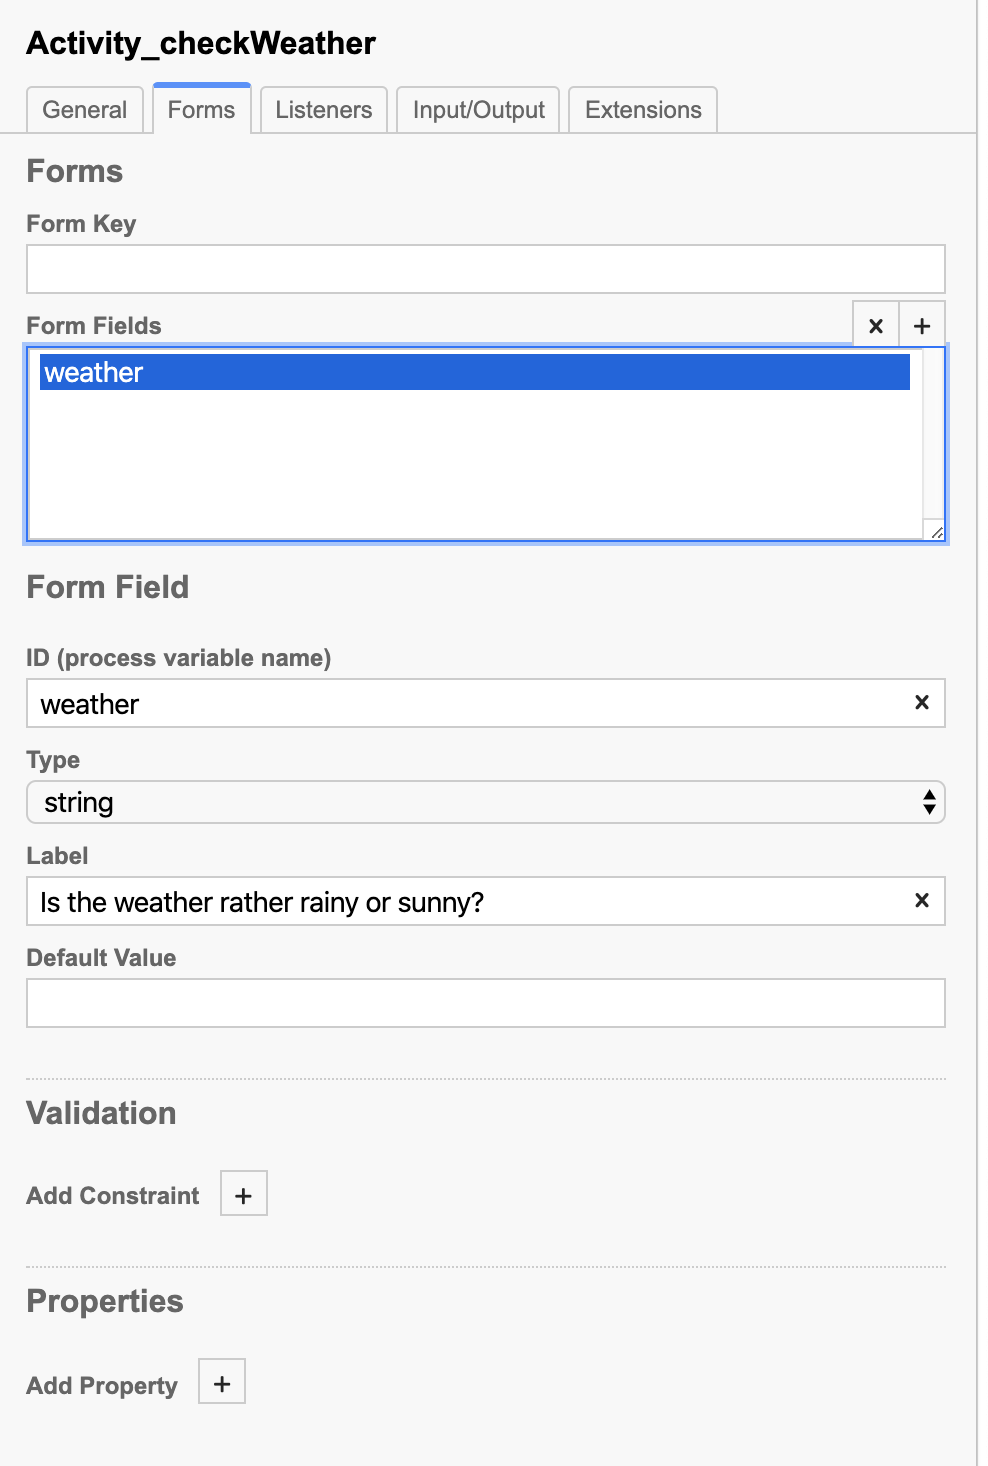 Activity_checkWeather
General Forms Listeners Input/Output Extensions
Forms
Form Key
Form Fields x +
weather
Form Field
ID (process variable name)
weather x
Type
string
Label
Is the weather rather rainy or sunny? x
Default Value
Validation
Add Constraint +
Properties
Add Property +